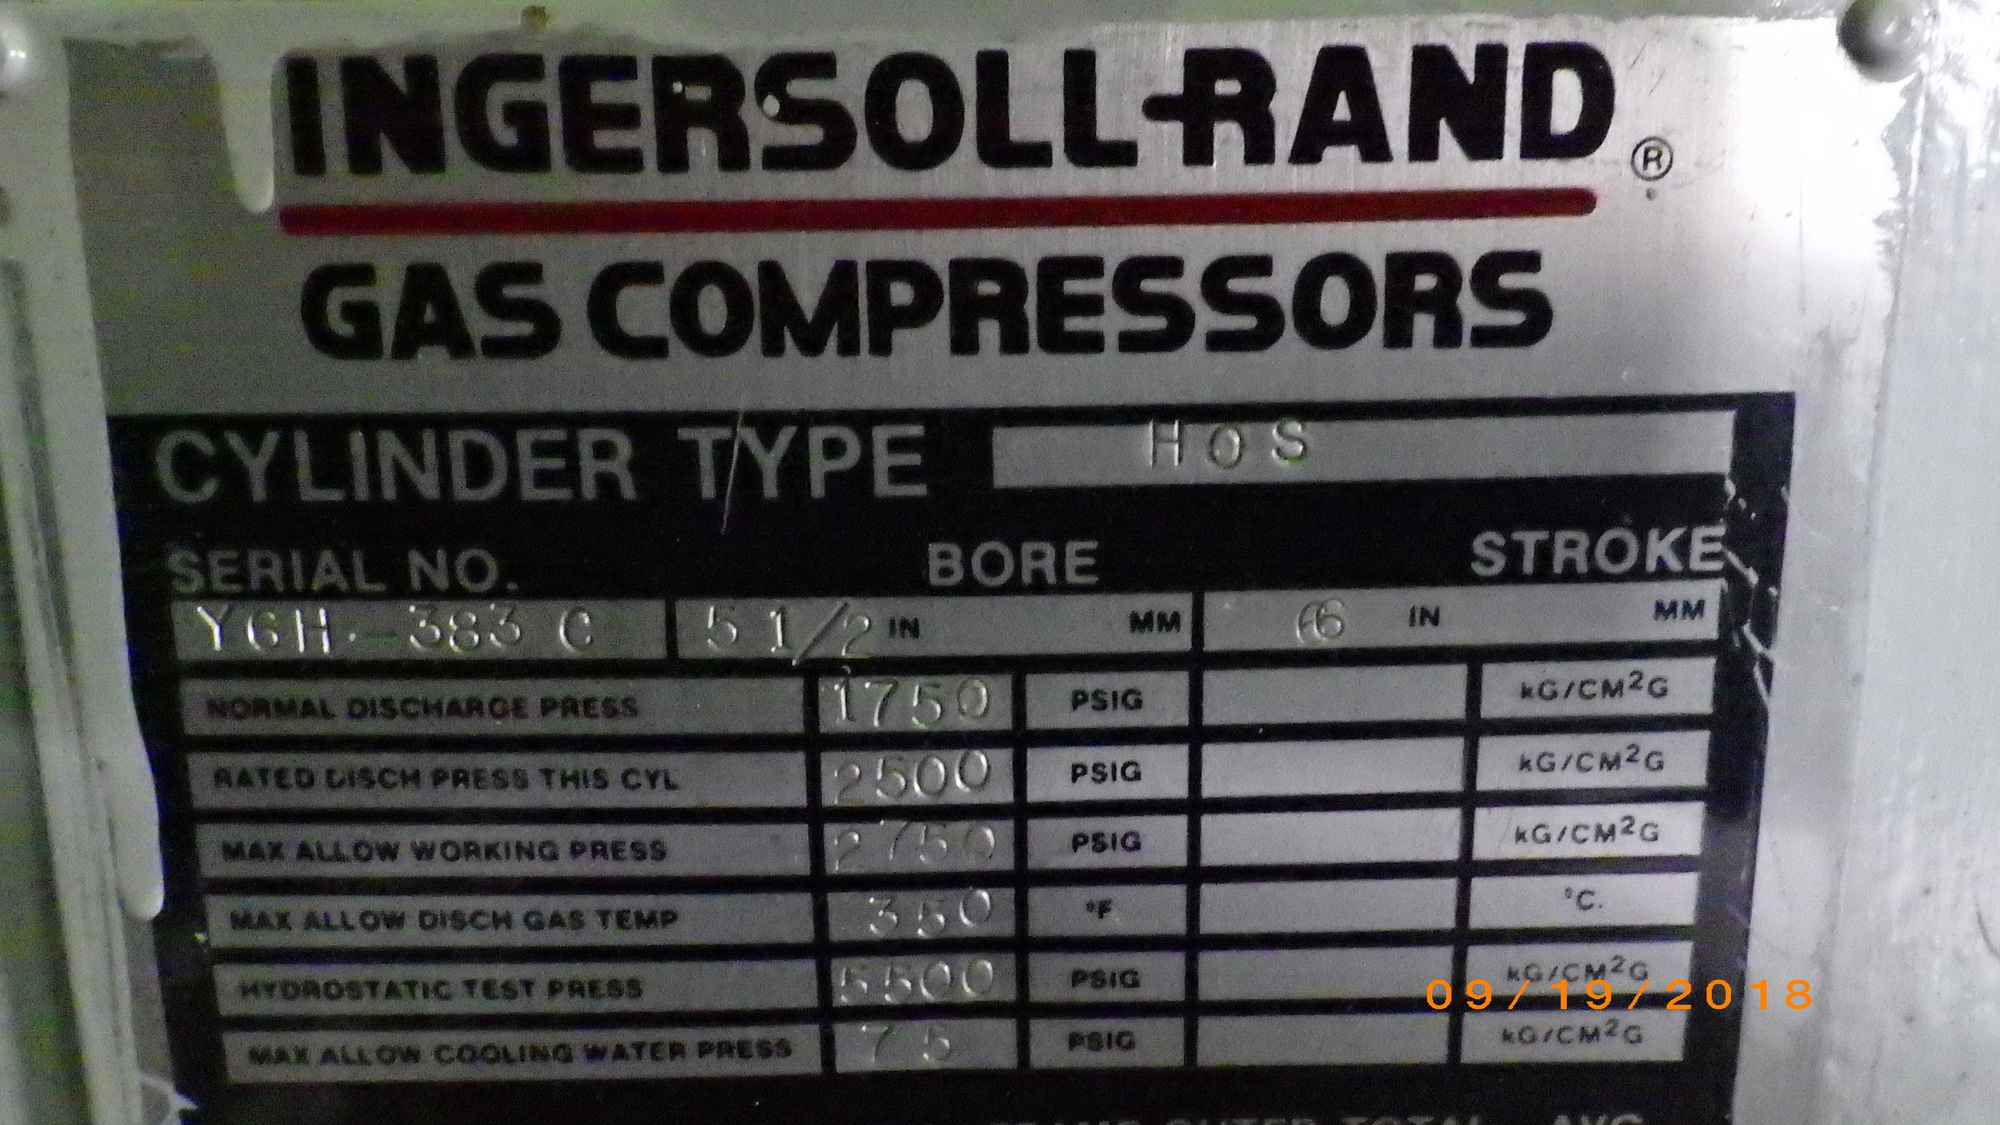 INGERSOLL-RAND®
GAS COMPRESSORS
CYLINDER TYPE HOS
SERIAL NO. BORE STROKE
YGH-383 C 5 1/2 IN MM 6 IN MM
NORMAL DISCHARGE PRESS 1750 PSIG kG/CM²G
RATED DISCH PRESS THIS CYL 2500 PSIG kG/CM²G
MAX ALLOW WORKING PRESS 2750 PSIG kG/CM²G
MAX ALLOW DISCH GAS TEMP 350 °F °C.
HYDROSTATIC TEST PRESS 5500 PSIG kG/CM²G
09/19/2018
MAX ALLOW COOLING WATER PRESS 75 PSIG kG/CM²G